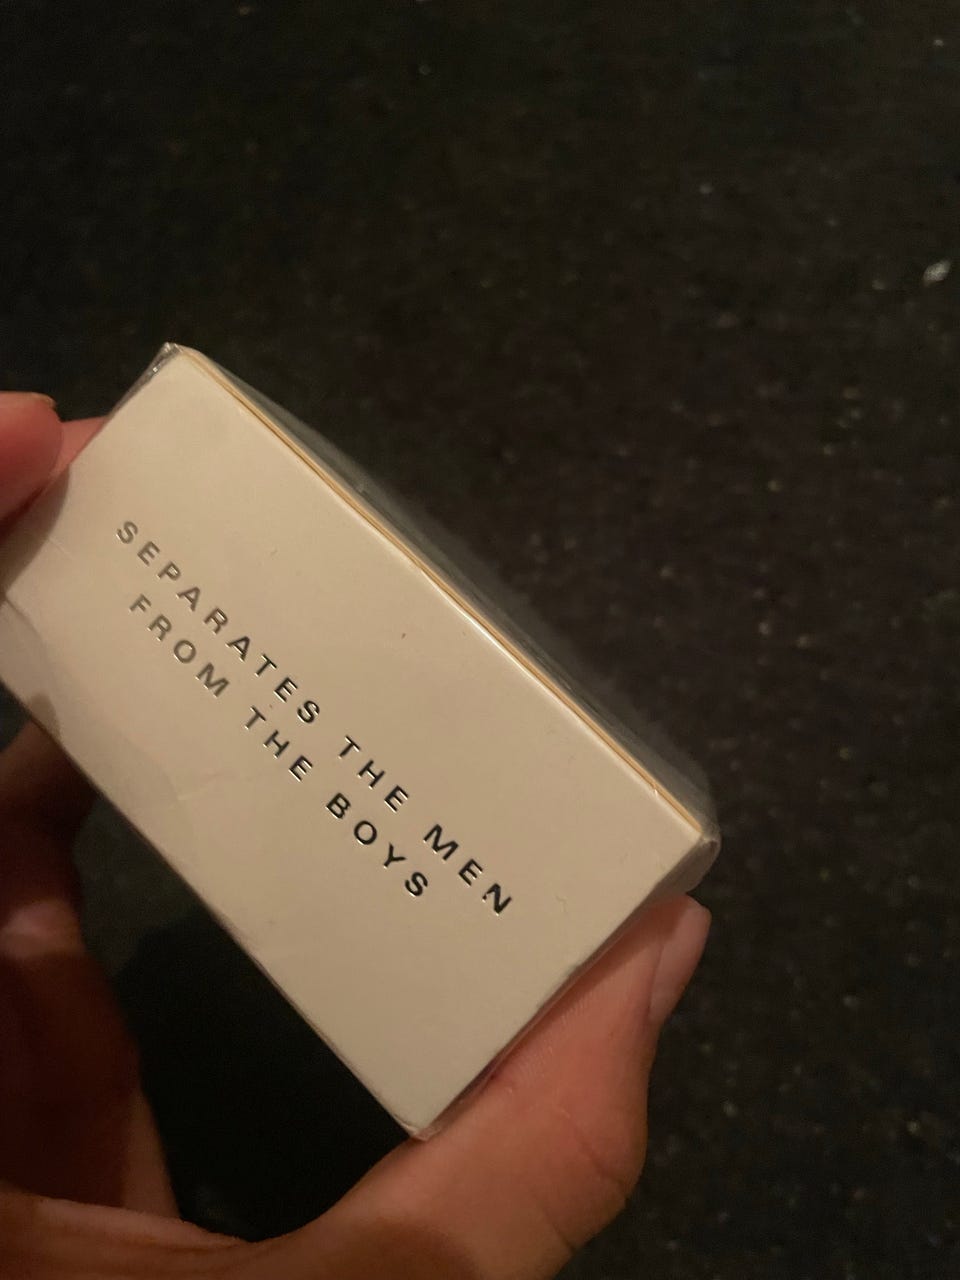 SEPARATES THE MEN
FROM THE BOYS